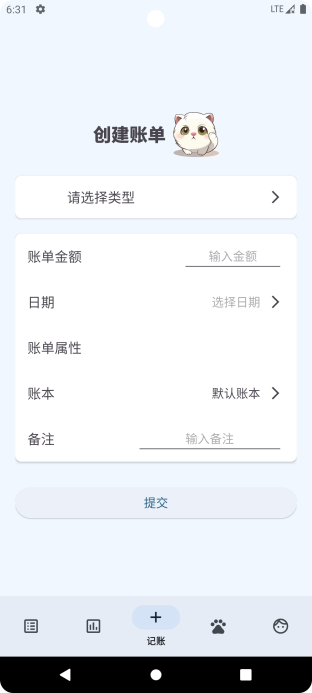 6:31
LTE
创建账单
请选择类型
账单金额 输入金额
日期 选择日期
账单属性
账本 默认账本
备注 输入备注
提交
记账